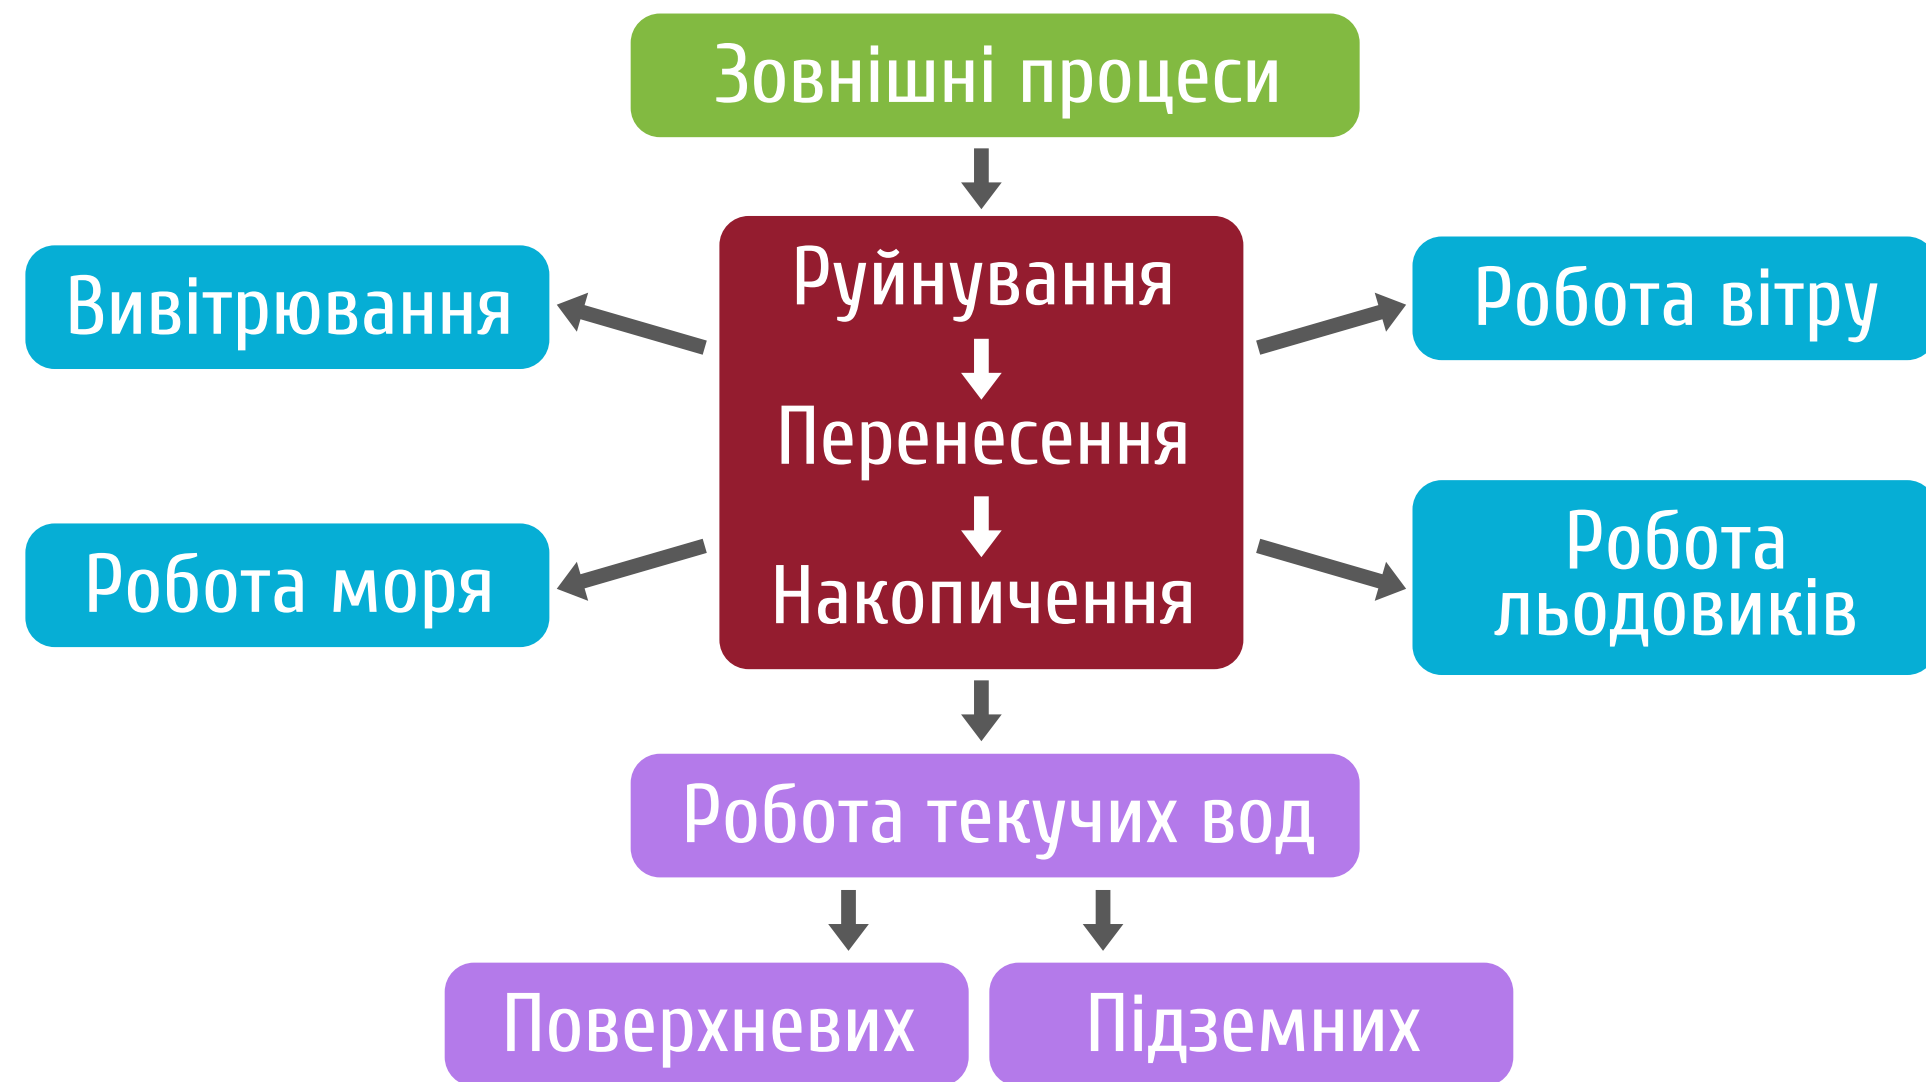 Зовнішні процеси
Вивітрювання
Руйнування
Робота вітру
Перенесення
Робота моря
Накопичення
Робота
льодовиків
Робота текучих вод
Поверхневих
Підземних